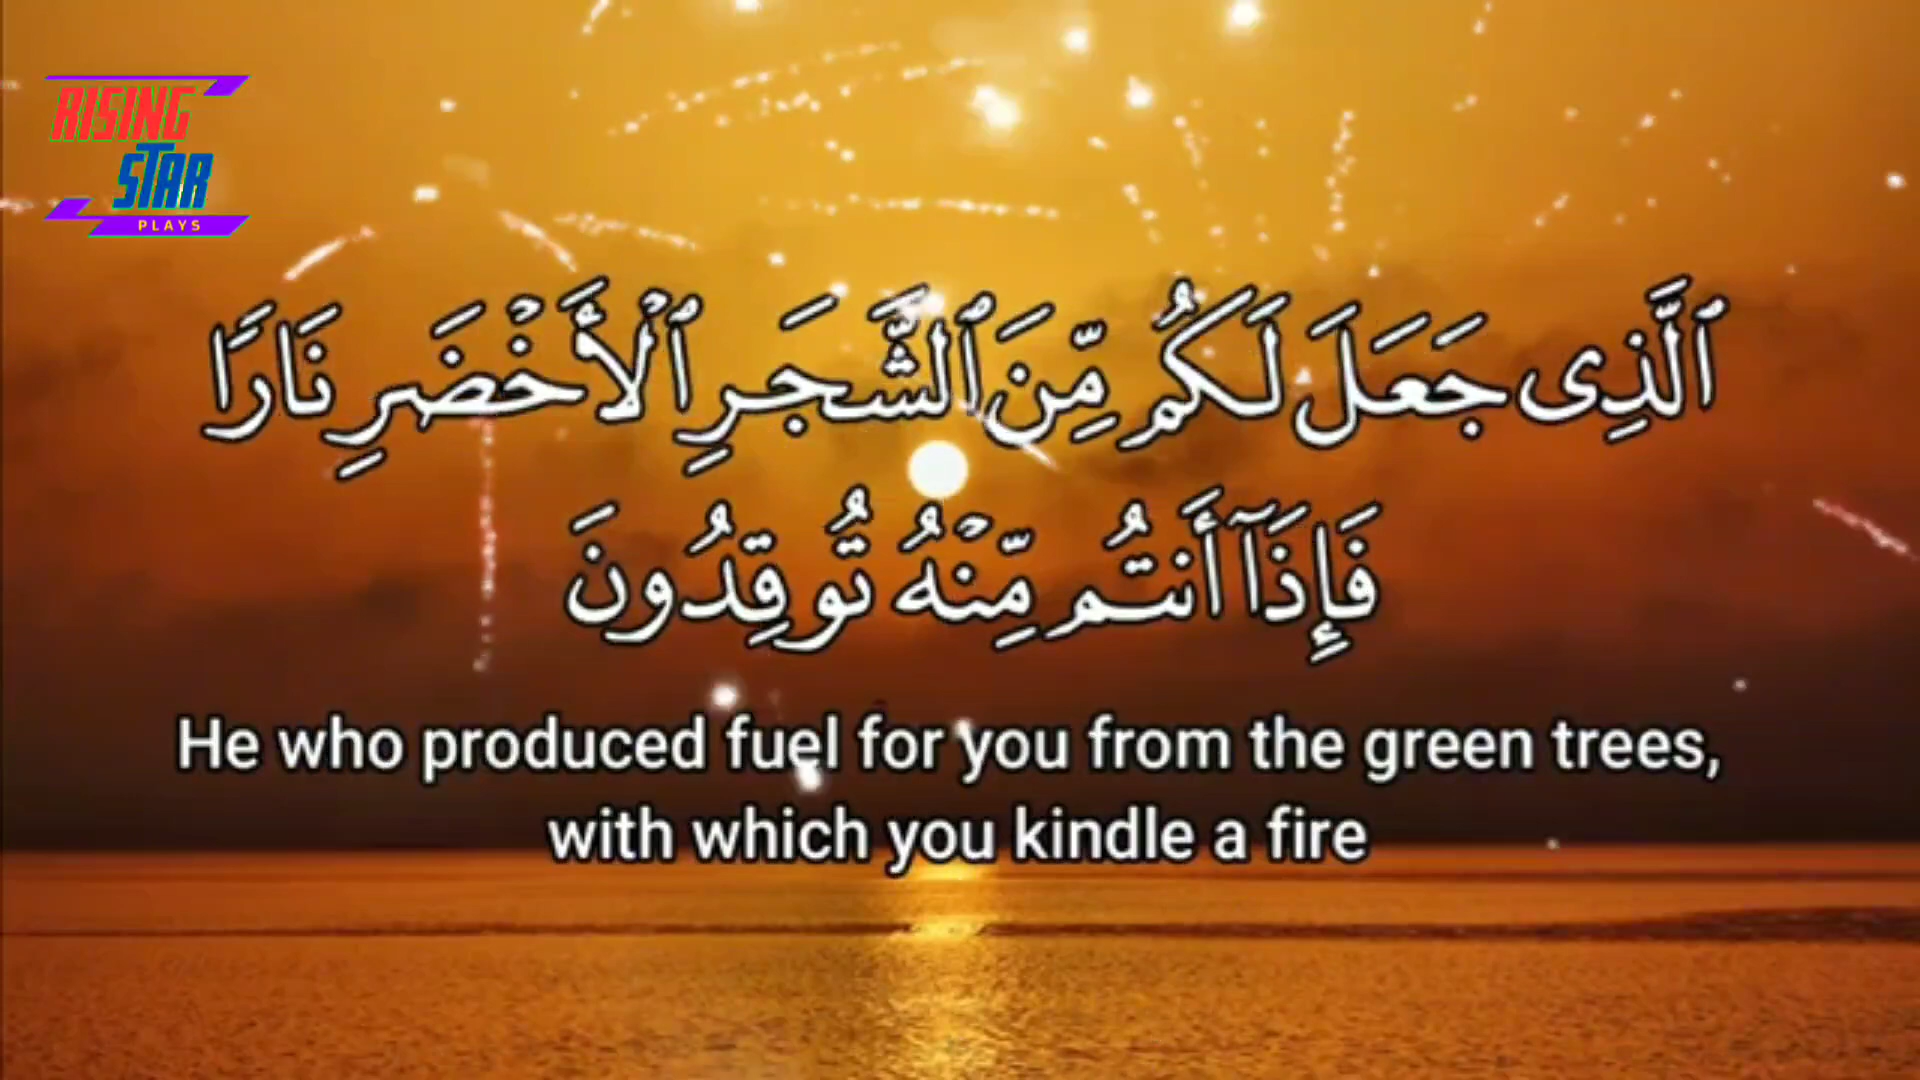 RISING
STAR
PLAYS
ٱلَّذِى جَعَلَ لَكُم مِّنَ ٱلشَّجَرِ ٱلْأَخْضَرِ نَارًا
فَإِذَآ أَنتُم مِّنْهُ تُوقِدُونَ
He who produced fuel for you from the green trees,
with which you kindle a fire